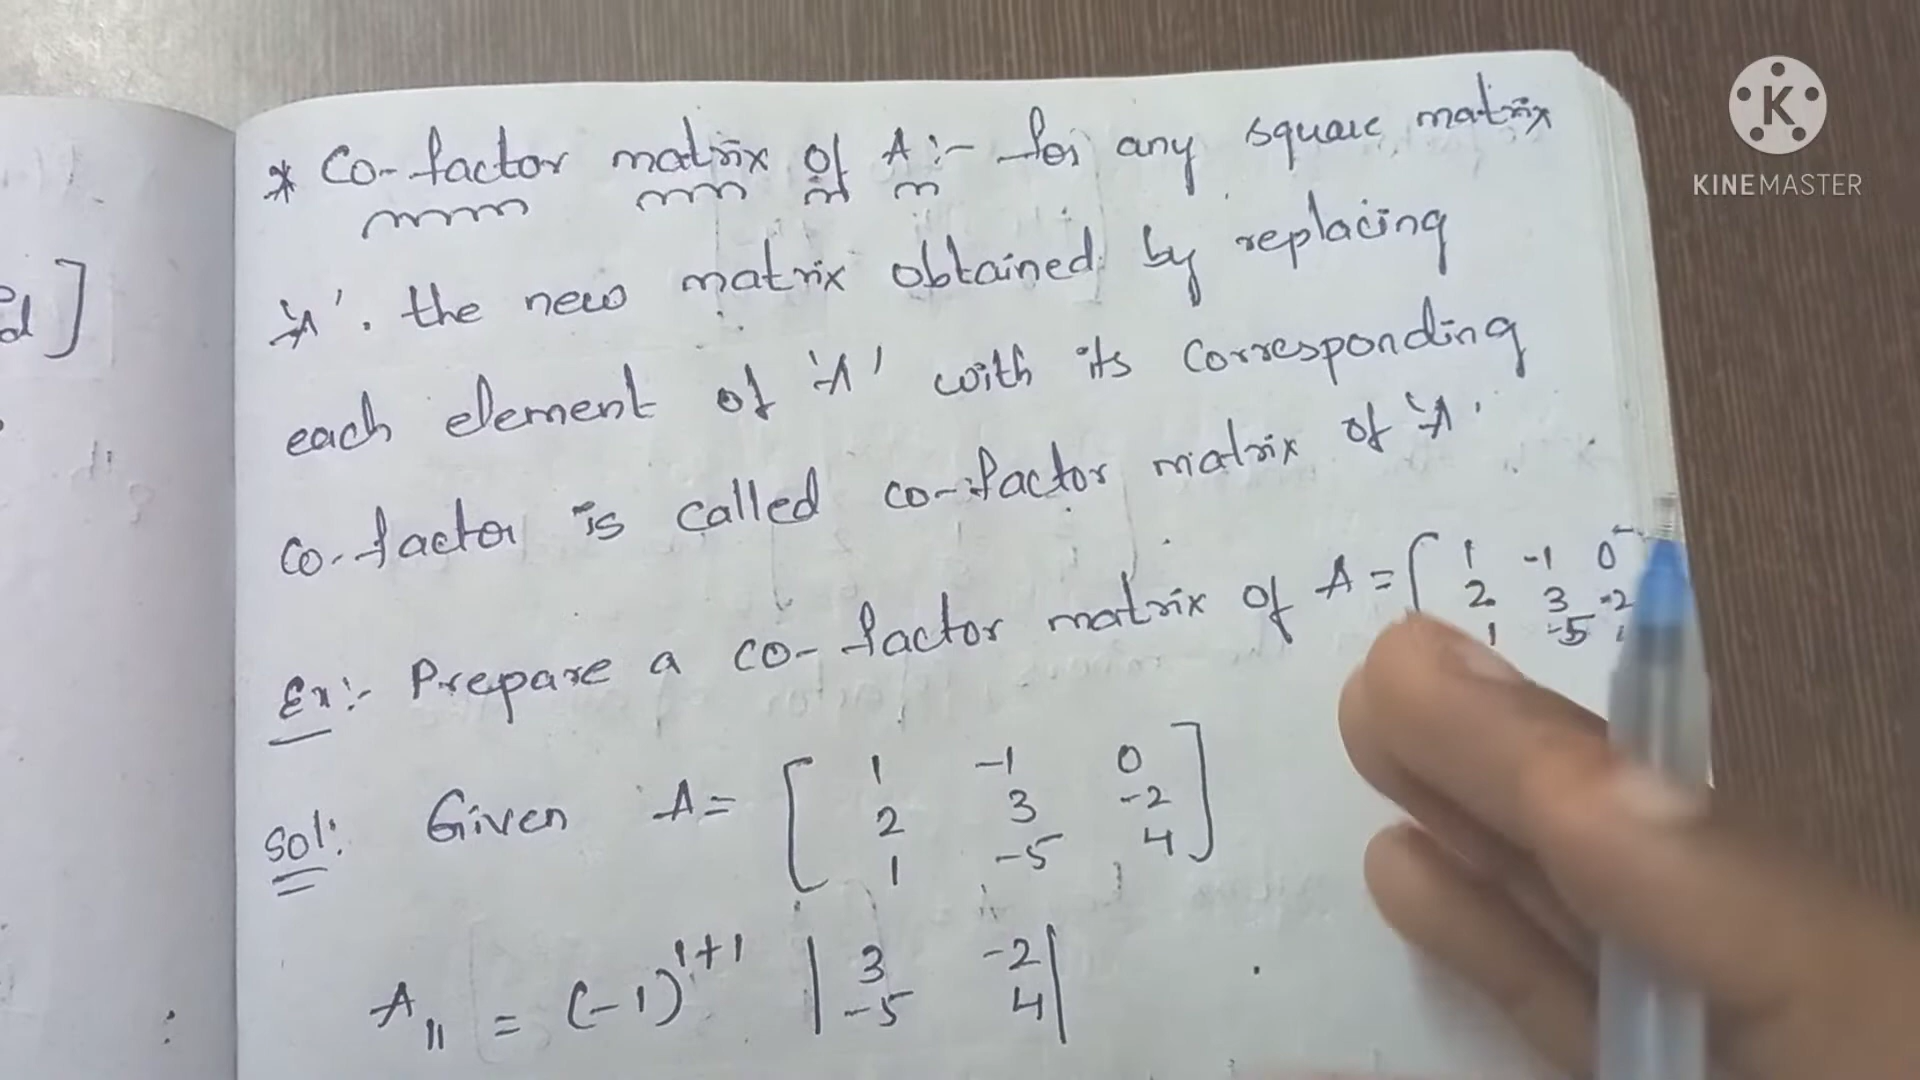 * Co-factor matrix of A :- for any square matrix
'A'. the new matrix obtained by replacing
each element of 'A' with its corresponding
co-factor is called co-factor matrix of 'A'
Ex:- Prepare a co-factor matrix of A = [ 1 -1 0
2 3 -2
1 -5
Sol: Given A = [ 1 -1 0 ]
2 3 -2
1 -5 4
A11 = (-1)^1+1 | 3 -2 |
-5 4
d ]
KINEMASTER